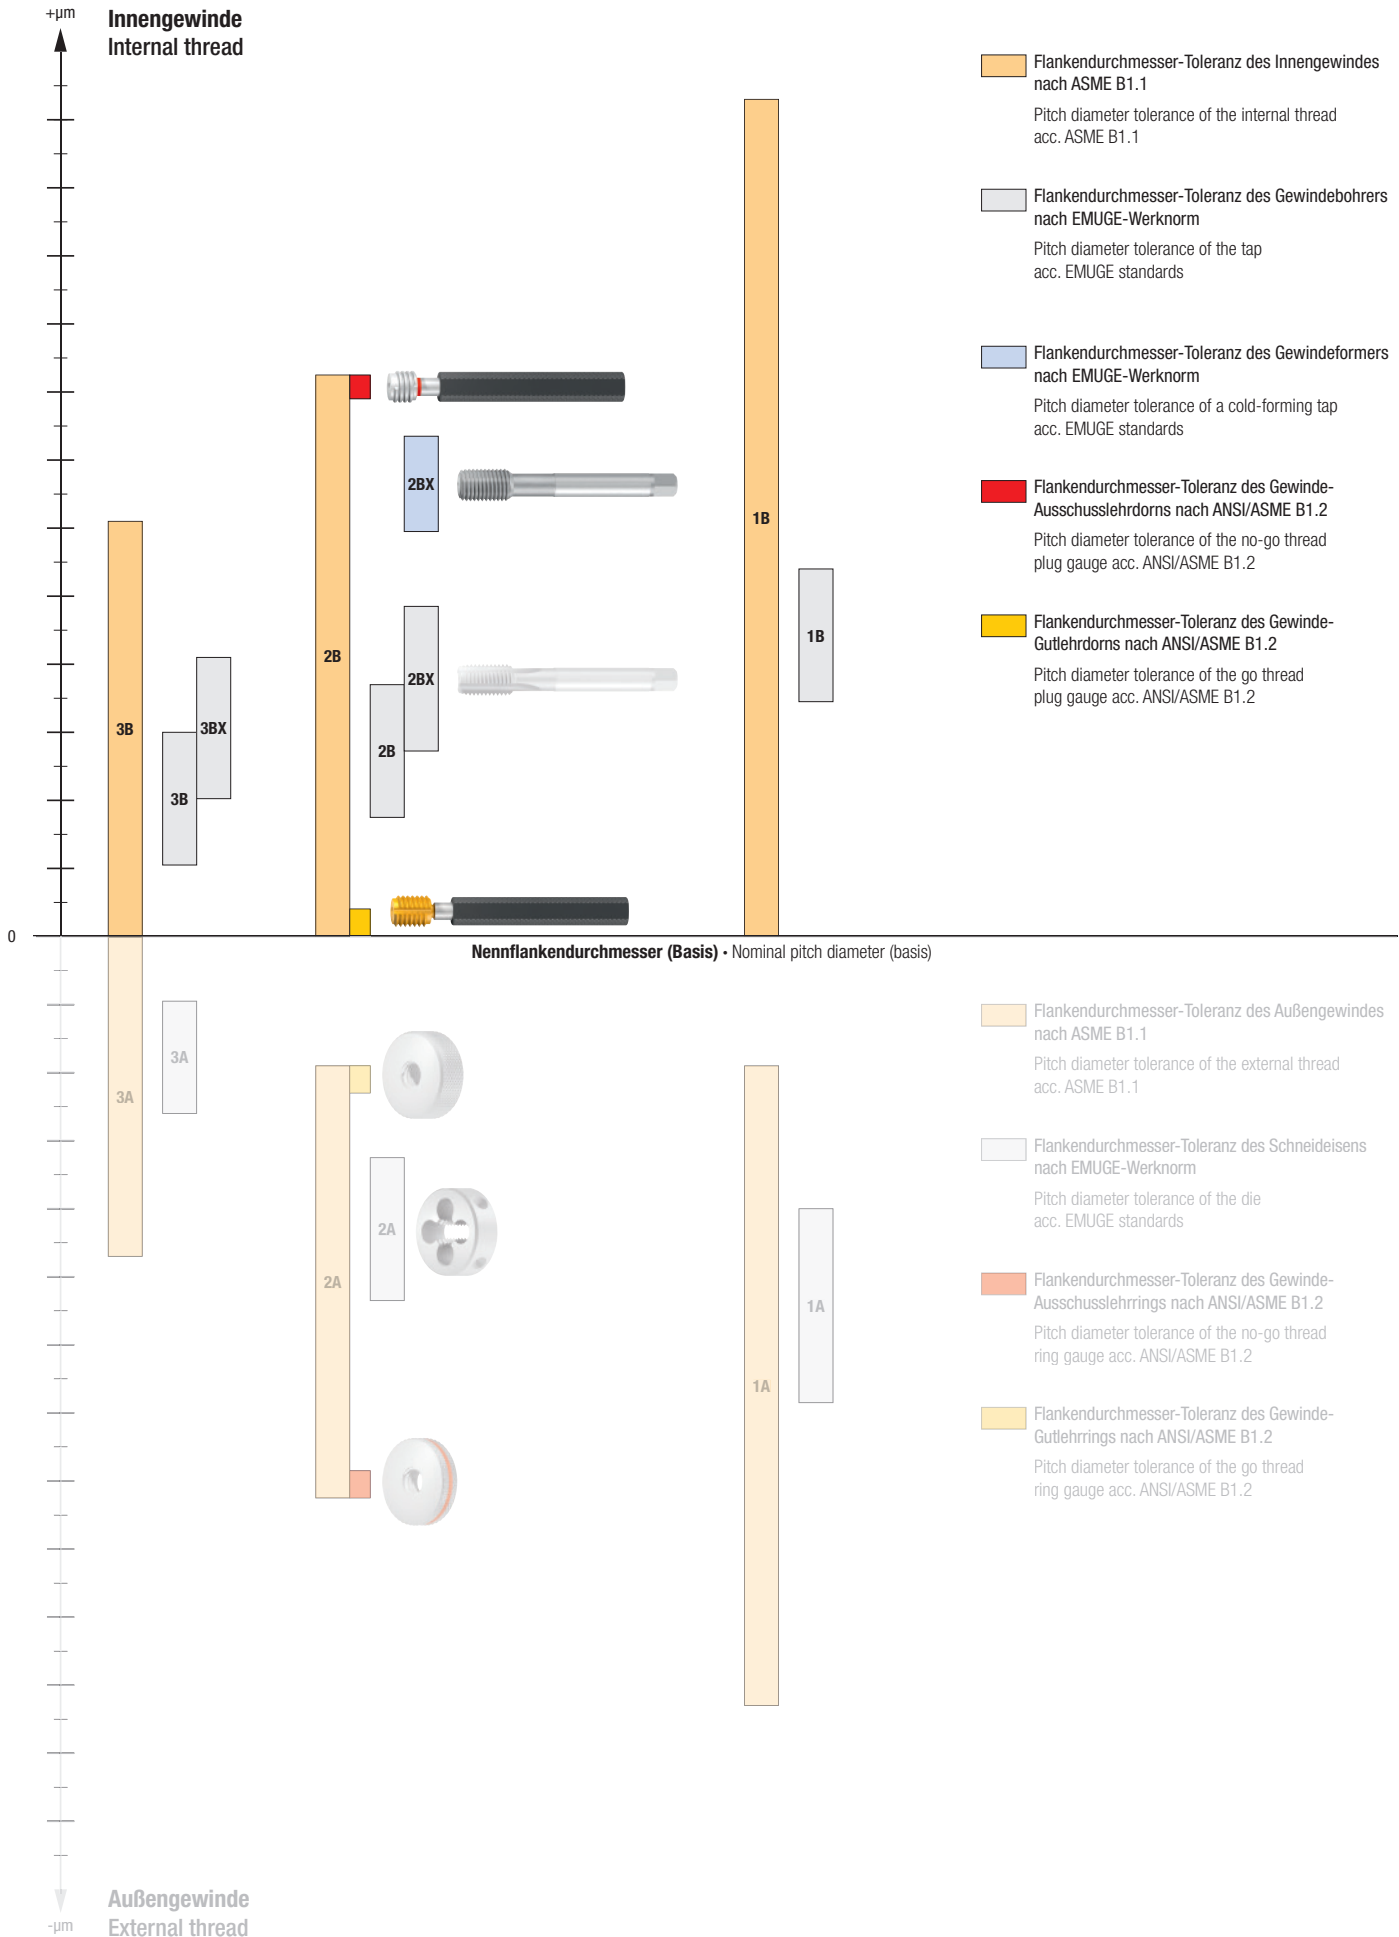 +µm
Innengewinde
Internal thread
Flankendurchmesser-Toleranz des Innengewindes
nach ASME B1.1
Pitch diameter tolerance of the internal thread
acc. ASME B1.1
Flankendurchmesser-Toleranz des Gewindebohrers
nach EMUGE-Werknorm
Pitch diameter tolerance of the tap
acc. EMUGE standards
Flankendurchmesser-Toleranz des Gewindeformers
nach EMUGE-Werknorm
Pitch diameter tolerance of a cold-forming tap
acc. EMUGE standards
Flankendurchmesser-Toleranz des Gewinde-
Ausschusslehrdorns nach ANSI/ASME B1.2
Pitch diameter tolerance of the no-go thread
plug gauge acc. ANSI/ASME B1.2
Flankendurchmesser-Toleranz des Gewinde-
Gutlehrdorns nach ANSI/ASME B1.2
Pitch diameter tolerance of the go thread
plug gauge acc. ANSI/ASME B1.2
2BX
1B
1B
2B
2BX
3B
3BX
2B
3B
0
Nennflankendurchmesser (Basis) • Nominal pitch diameter (basis)
Flankendurchmesser-Toleranz des Außengewindes
nach ASME B1.1
Pitch diameter tolerance of the external thread
acc. ASME B1.1
Flankendurchmesser-Toleranz des Schneideisens
nach EMUGE-Werknorm
Pitch diameter tolerance of the die
acc. EMUGE standards
Flankendurchmesser-Toleranz des Gewinde-
Ausschusslehrrings nach ANSI/ASME B1.2
Pitch diameter tolerance of the no-go thread
ring gauge acc. ANSI/ASME B1.2
Flankendurchmesser-Toleranz des Gewinde-
Gutlehrrings nach ANSI/ASME B1.2
Pitch diameter tolerance of the go thread
ring gauge acc. ANSI/ASME B1.2
3A
3A
2A
2A
1A
1A
Außengewinde
External thread
-µm